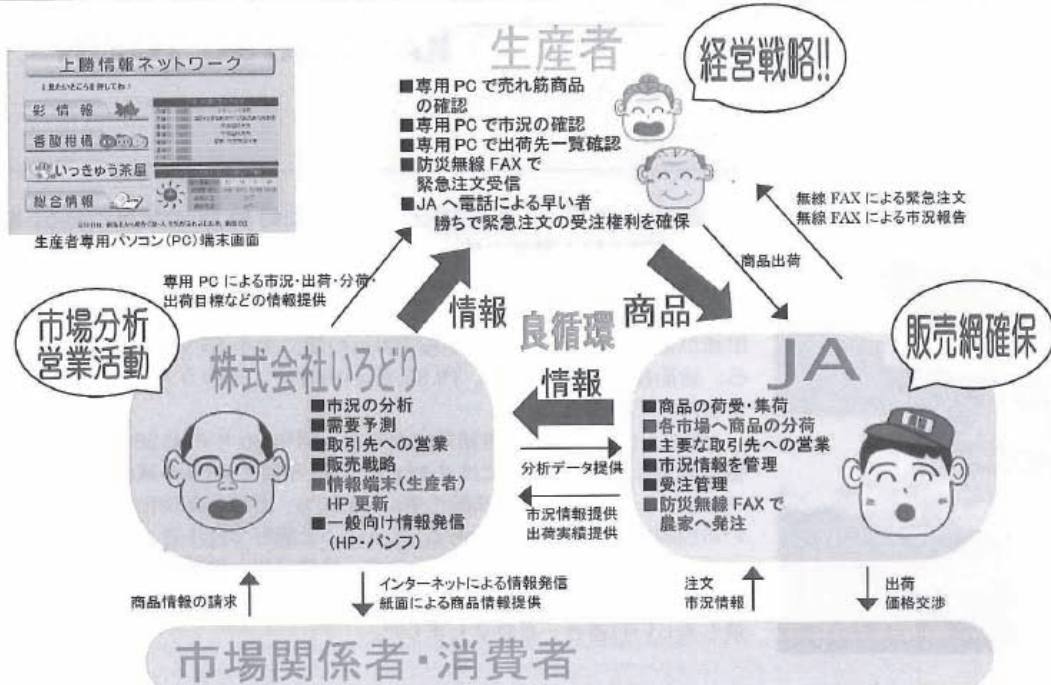 生産者
経営戦略!!
■専用PCで売れ筋商品
の確認
■専用PCで市況の確認
■専用PCで出荷先一覧確認
■防災無線FAXで
緊急注文受信
■JAへ電話による早い者
勝ちで緊急注文の受注権利を確保
上勝情報ネットワーク
彩情報
香酸柑橘
いっきゅう茶屋
総合情報
生産者専用パソコン(PC)端末画面
無線FAXによる緊急注文
無線FAXによる市況報告
商品出荷
専用PCによる市況・出荷・分荷・
出荷目標などの情報提供
情報
良循環
商品
情報
市場分析
営業活動
株式会社いろどり
■市況の分析
■需要予測
■取引先への営業
■販売戦略
■情報端末(生産者)
HP更新
■一般向け情報発信
(HP・パンフ)
分析データ提供
市況情報提供
出荷実績提供
販売網確保
JA
■商品の荷受・集荷
■各市場へ商品の分荷
■主要な取引先への営業
■市況情報を管理
■受注管理
■防災無線FAXで
農家へ発注
商品情報の請求
インターネットによる情報発信
紙面による商品情報提供
注文
市況情報
出荷
価格交渉
市場関係者・消費者